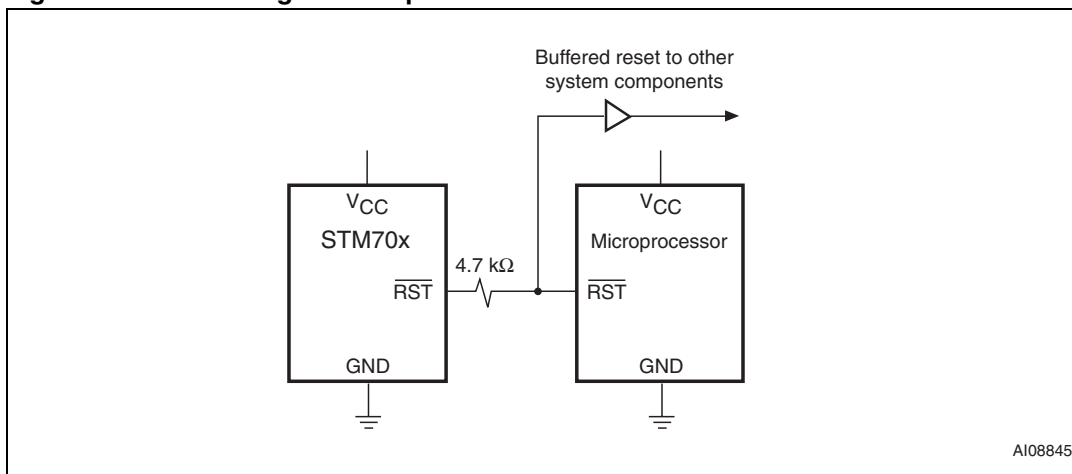 Buffered reset to other
system components
VCC
STM70x
RST
GND
4.7 kΩ
VCC
Microprocessor
RST
GND
AI08845